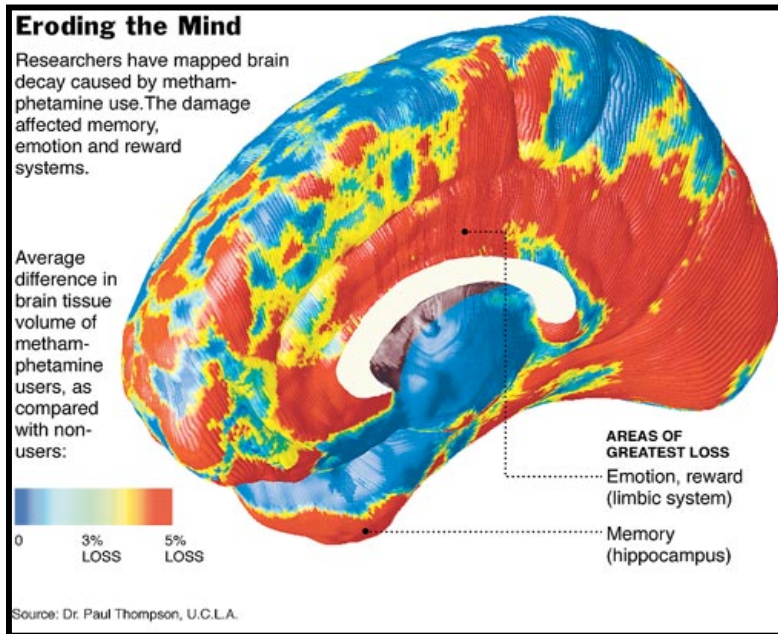 Eroding the Mind
Researchers have mapped brain
decay caused by metham-
phetamine use.The damage
affected memory,
emotion and reward
systems.
Average
difference in
brain tissue
volume of
metham-
phetamine
users, as
compared
with non-
users:
0 3% 5%
LOSS LOSS
AREAS OF
GREATEST LOSS
Emotion, reward
(limbic system)
Memory
(hippocampus)
Source: Dr. Paul Thompson, U.C.L.A.